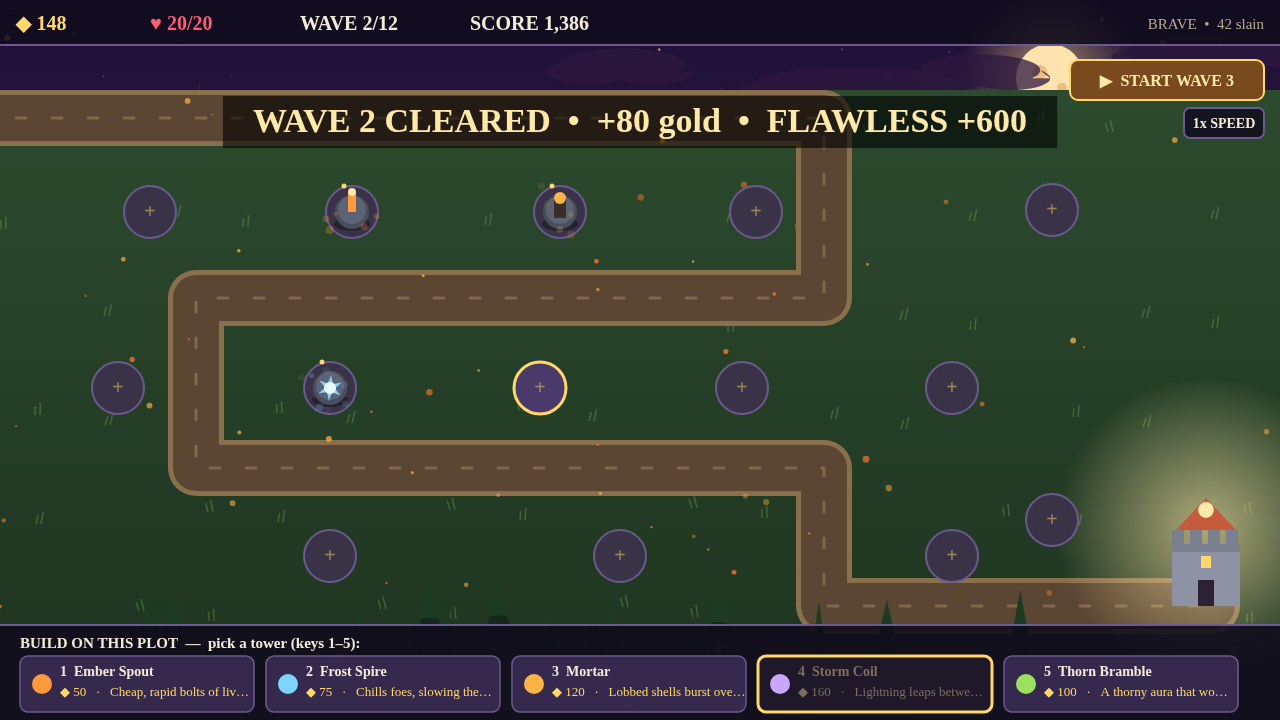 ◆ 148 ♥ 20/20 WAVE 2/12 SCORE 1,386 BRAVE • 42 slain
▶ START WAVE 3
WAVE 2 CLEARED • +80 gold • FLAWLESS +600
1x SPEED
BUILD ON THIS PLOT — pick a tower (keys 1–5):
1 Ember Spout
◆ 50 · Cheap, rapid bolts of liv…
2 Frost Spire
◆ 75 · Chills foes, slowing the…
3 Mortar
◆ 120 · Lobbed shells burst ove…
4 Storm Coil
◆ 160 · Lightning leaps betwe…
5 Thorn Bramble
◆ 100 · A thorny aura that wo…